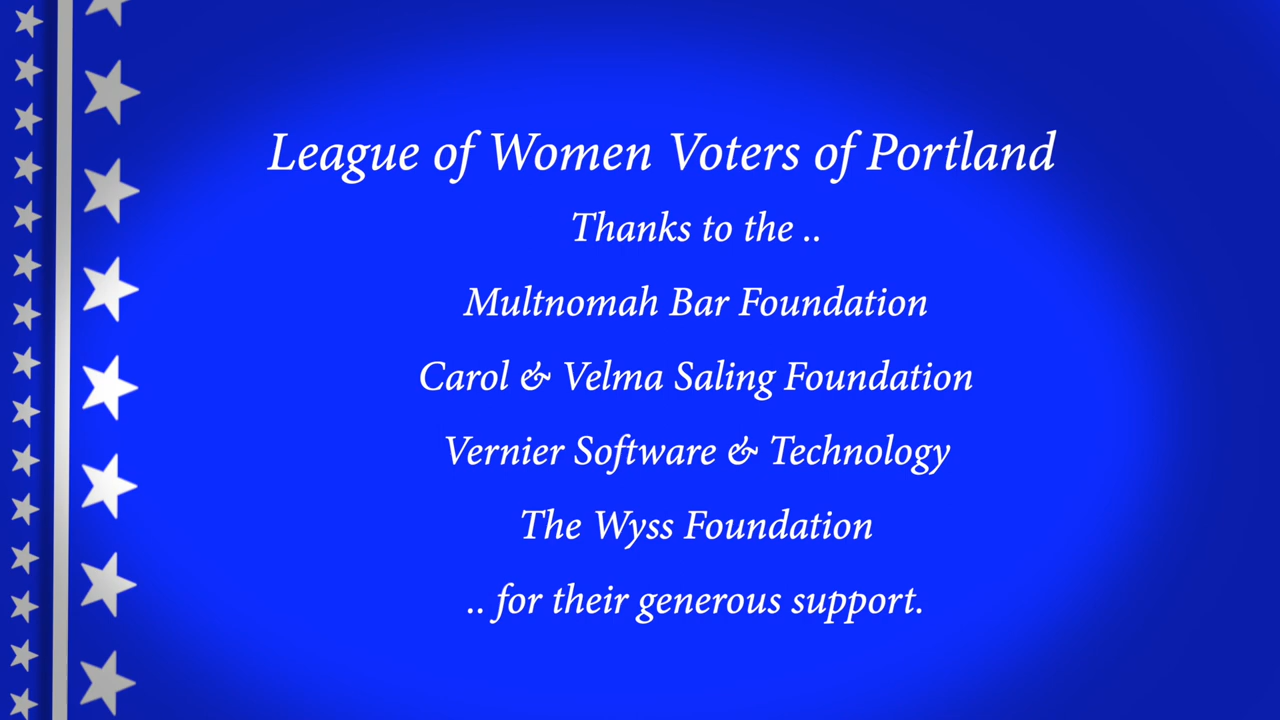 League of Women Voters of Portland
Thanks to the ..
Multnomah Bar Foundation
Carol & Velma Saling Foundation
Vernier Software & Technology
The Wyss Foundation
.. for their generous support.